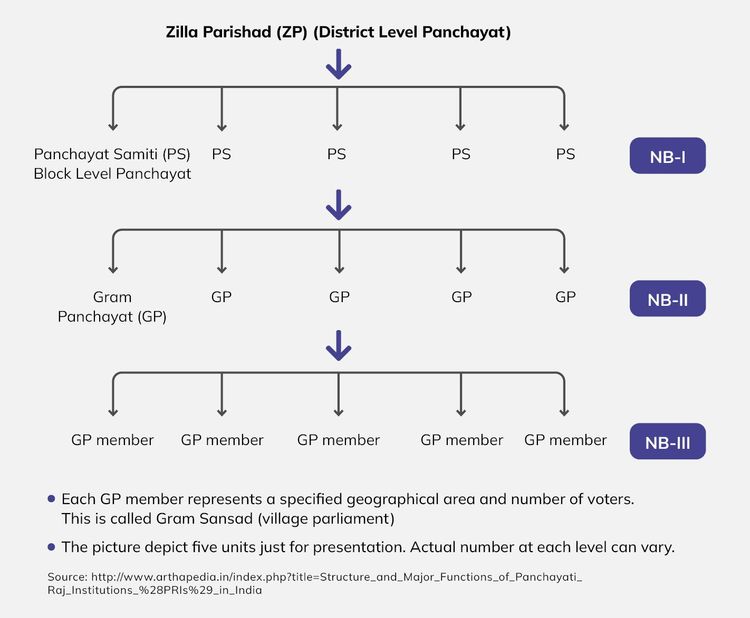 Zilla Parishad (ZP) (District Level Panchayat)
Panchayat Samiti (PS) PS PS PS PS NB-I
Block Level Panchayat
Gram GP GP GP GP NB-II
Panchayat (GP)
GP member GP member GP member GP member GP member NB-III
• Each GP member represents a specified geographical area and number of voters.
This is called Gram Sansad (village parliament)
• The picture depict five units just for presentation. Actual number at each level can vary.
Source: http://www.arthapedia.in/index.php?title=Structure_and_Major_Functions_of_Panchayati_
Raj_Institutions_%28PRIs%29_in_India